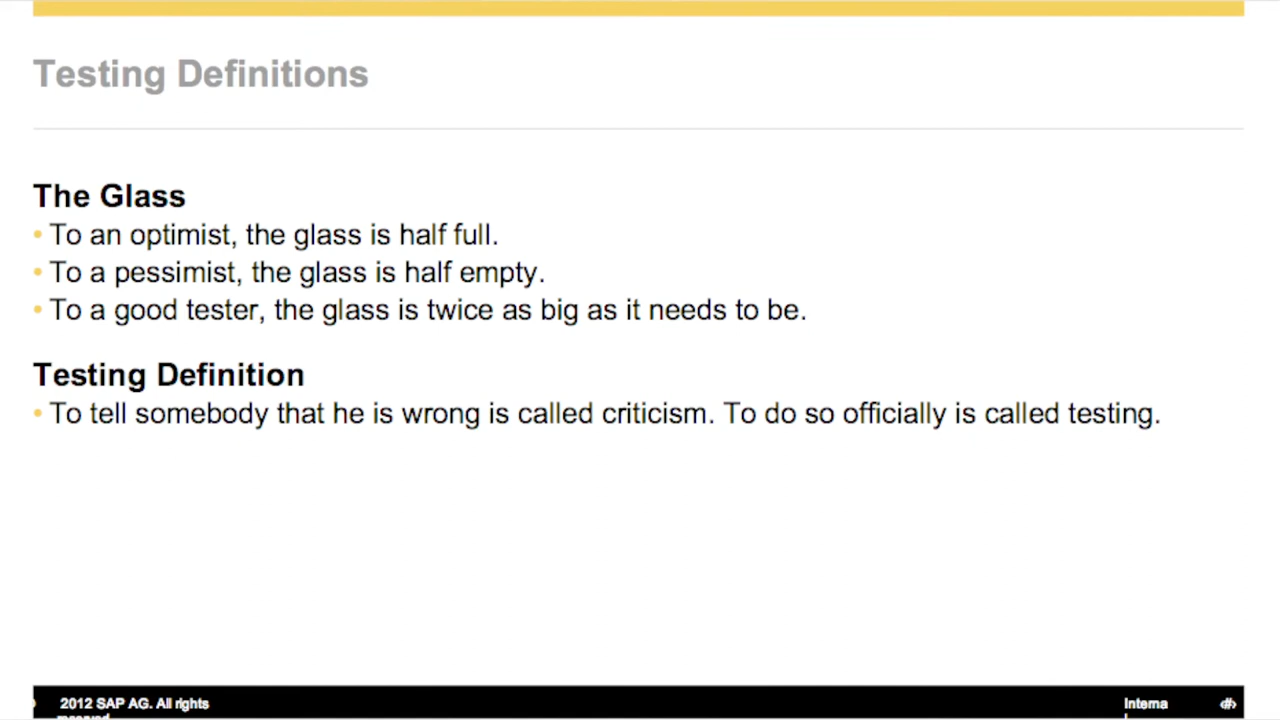 Testing Definitions
The Glass
• To an optimist, the glass is half full.
• To a pessimist, the glass is half empty.
• To a good tester, the glass is twice as big as it needs to be.
Testing Definition
• To tell somebody that he is wrong is called criticism. To do so officially is called testing.
2012 SAP AG. All rights
reserved
Interna
l
‹#›